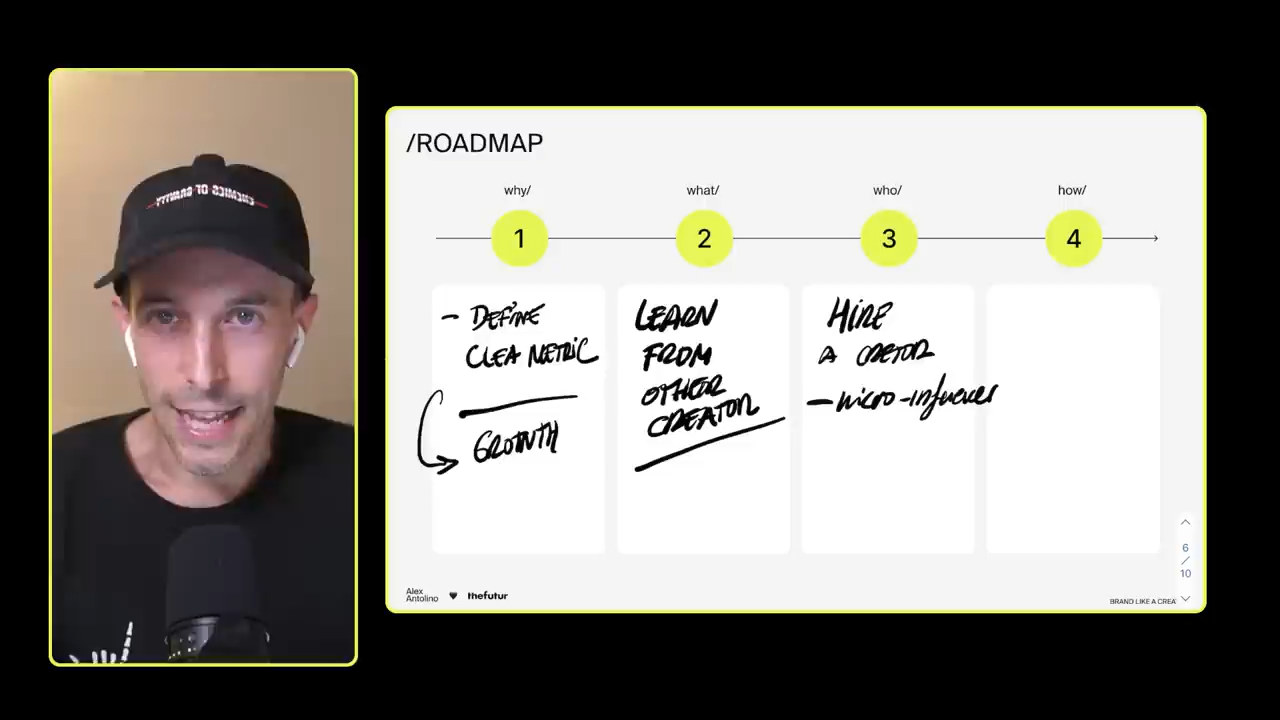 /ROADMAP
why/
what/
who/
how/
1
2
3
4
- DEFINE
CLEA METRIC
GROWTH
LEARN
FROM
OTHER
CREATOR
HIRE
A CRETOR
- micro-influencer
6
/
10
Alex
Antolino
thefutur
BRAND LIKE A CREA